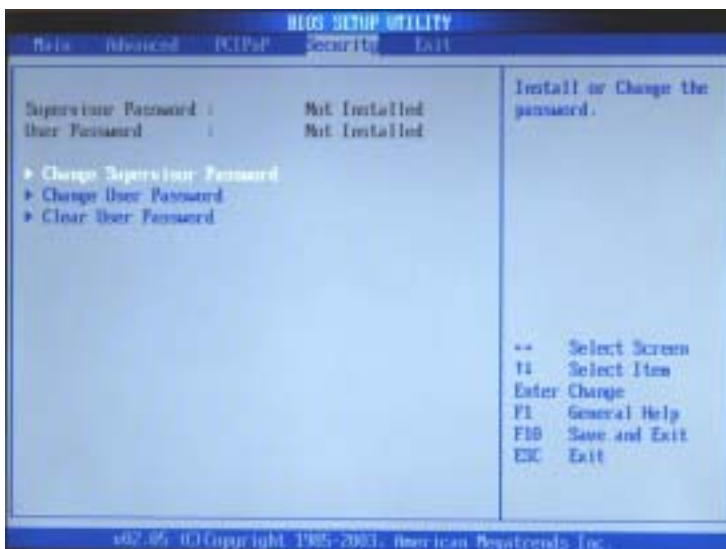 BIOS SETUP UTILITY
Main Advanced PCIPnP Security Exit
Supervisor Password : Not Installed
User Password : Not Installed
Change Supervisor Password
Change User Password
Clear User Password
Install or Change the
password.
Select Screen
↑↓ Select Item
Enter Change
F1 General Help
F10 Save and Exit
ESC Exit
v02.05 (C)Copyright 1985-2003, American Megatrends Inc.